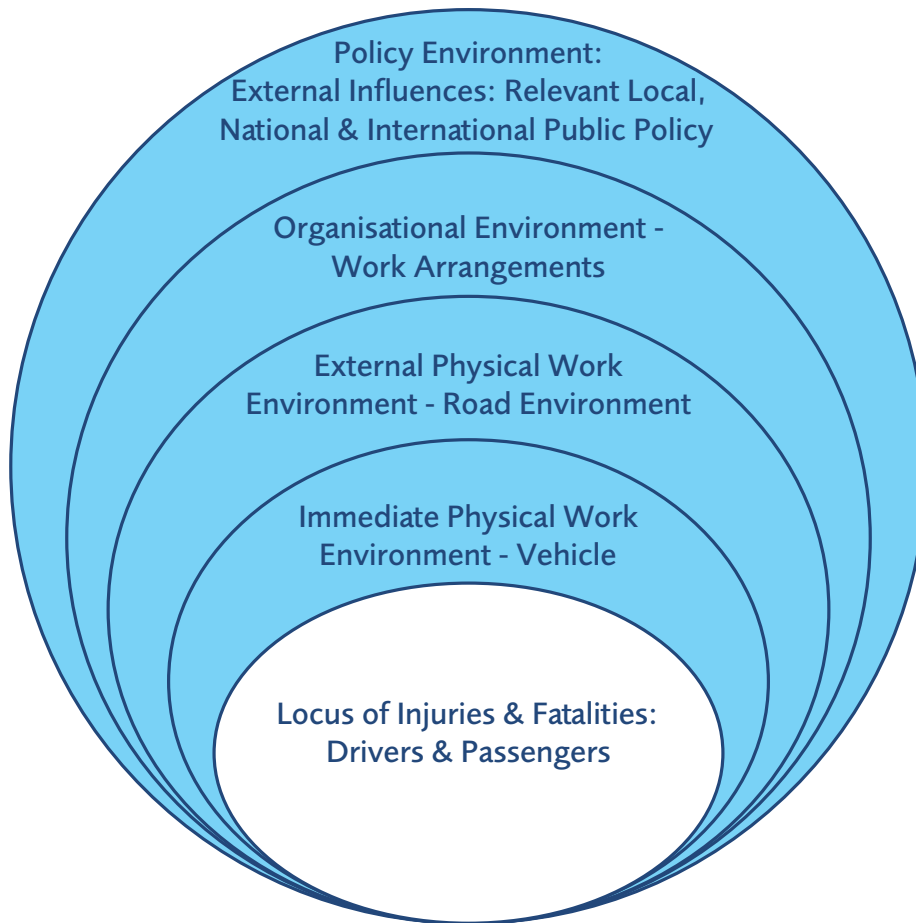 Policy Environment:
External Influences: Relevant Local,
National & International Public Policy
Organisational Environment -
Work Arrangements
External Physical Work
Environment - Road Environment
Immediate Physical Work
Environment - Vehicle
Locus of Injuries & Fatalities:
Drivers & Passengers